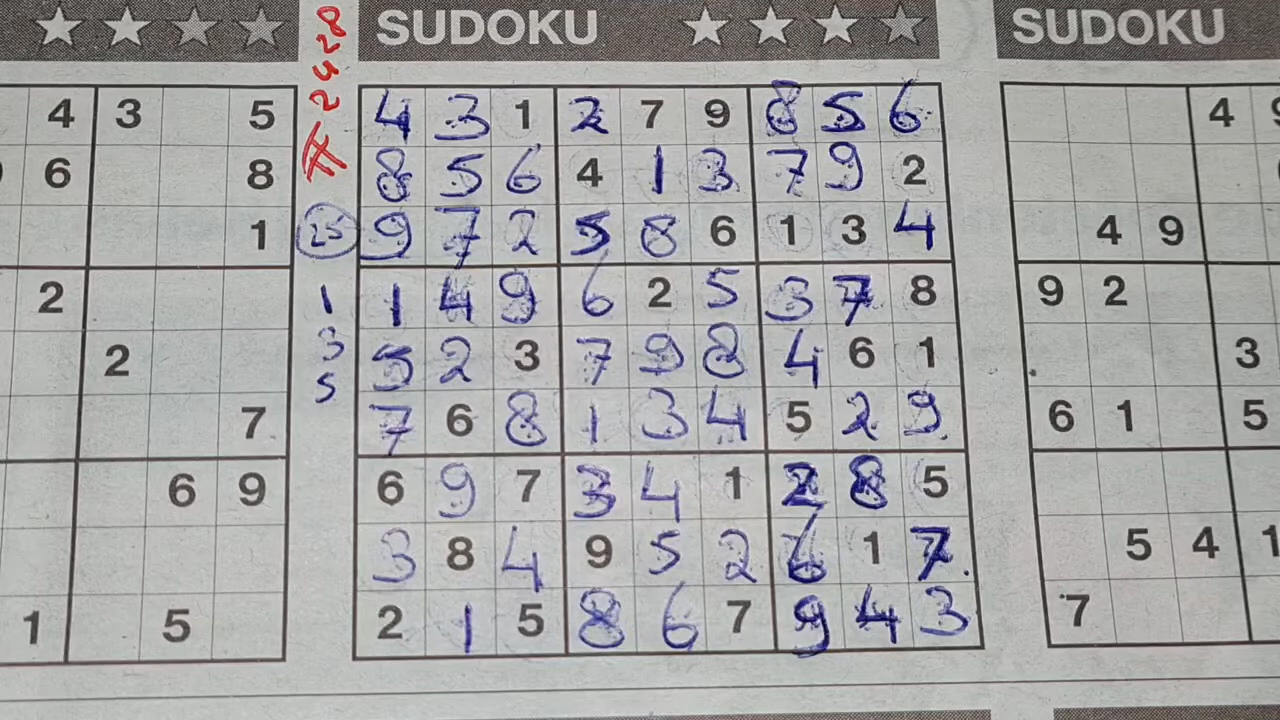 SUDOKU
SUDOKU
#2428
4 3 5
6 8
1
2
2
7
6 9
1 5
25
1
3
5
4 3 1 2 7 9 8 5 6
8 5 6 4 1 3 7 9 2
9 7 2 5 8 6 1 3 4
1 4 9 6 2 5 3 7 8
5 2 3 7 9 8 4 6 1
7 6 8 1 3 4 5 2 9
6 9 7 3 4 1 2 8 5
3 8 4 9 5 2 6 1 7
2 1 5 8 6 7 9 4 3
4
4 9
9 2
3
6 1 5
5 4 1
7